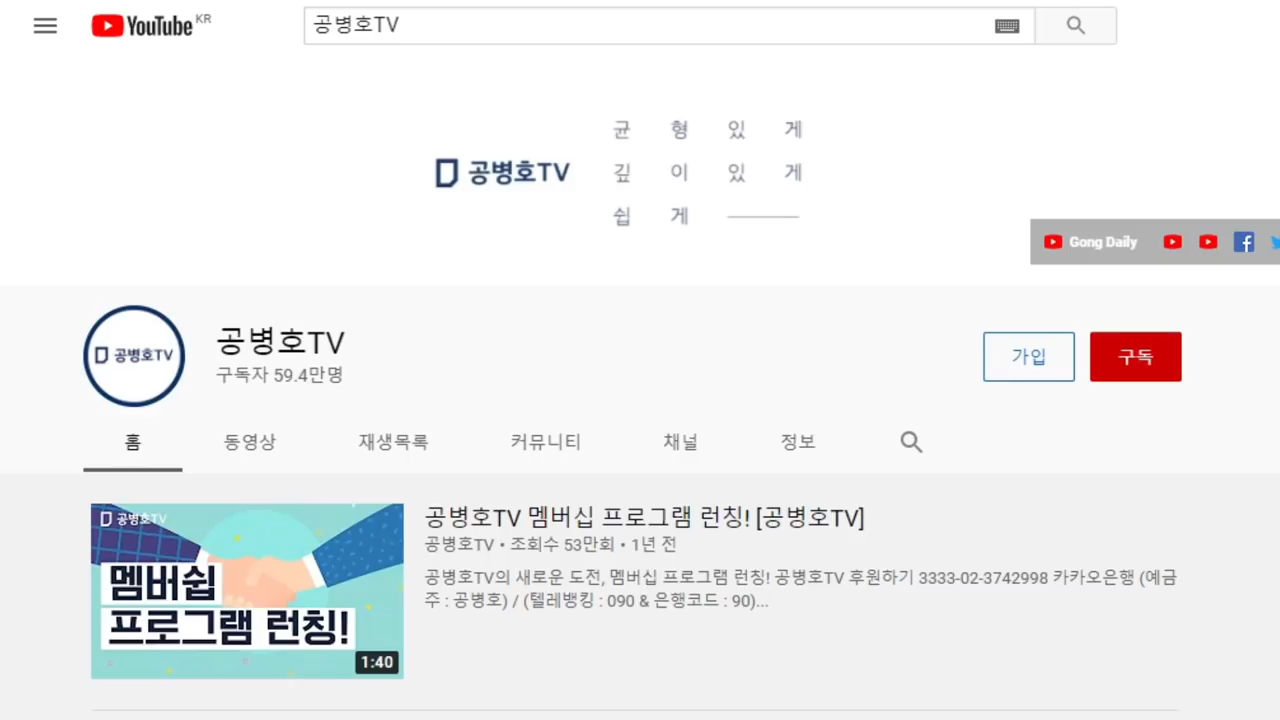 YouTube KR
공병호TV
균 형 있 게
공병호TV
깊 이 있 게
쉽 게
Gong Daily
공병호TV
공병호TV
구독자 59.4만명
가입
구독
홈 동영상 재생목록 커뮤니티 채널 정보
공병호TV
멤버쉽
프로그램 런칭!
1:40
공병호TV 멤버십 프로그램 런칭! [공병호TV]
공병호TV • 조회수 53만회 • 1년 전
공병호TV의 새로운 도전, 멤버십 프로그램 런칭! 공병호TV 후원하기 3333-02-3742998 카카오은행 (예금
주 : 공병호) / (텔레뱅킹 : 090 & 은행코드 : 90)...